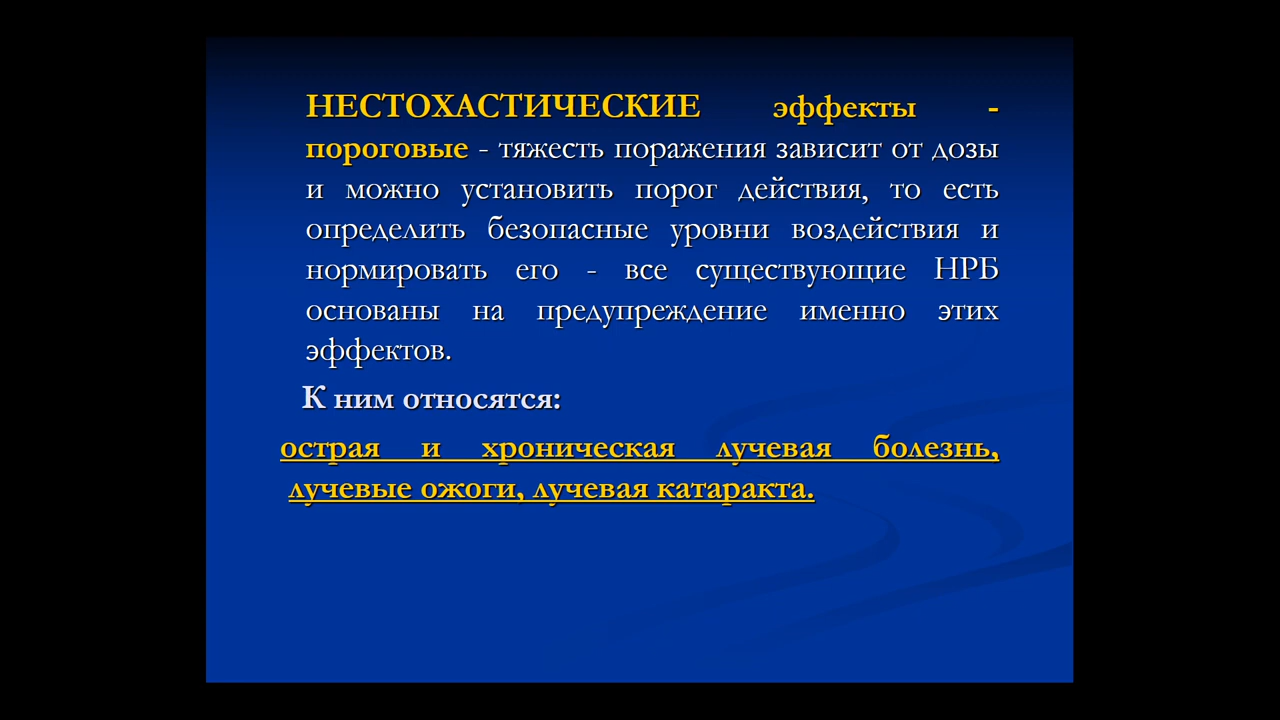 НЕСТОХАСТИЧЕСКИЕ эффекты -
пороговые - тяжесть поражения зависит от дозы
и можно установить порог действия, то есть
определить безопасные уровни воздействия и
нормировать его - все существующие НРБ
основаны на предупреждение именно этих
эффектов.
К ним относятся:
острая и хроническая лучевая болезнь,
лучевые ожоги, лучевая катаракта.